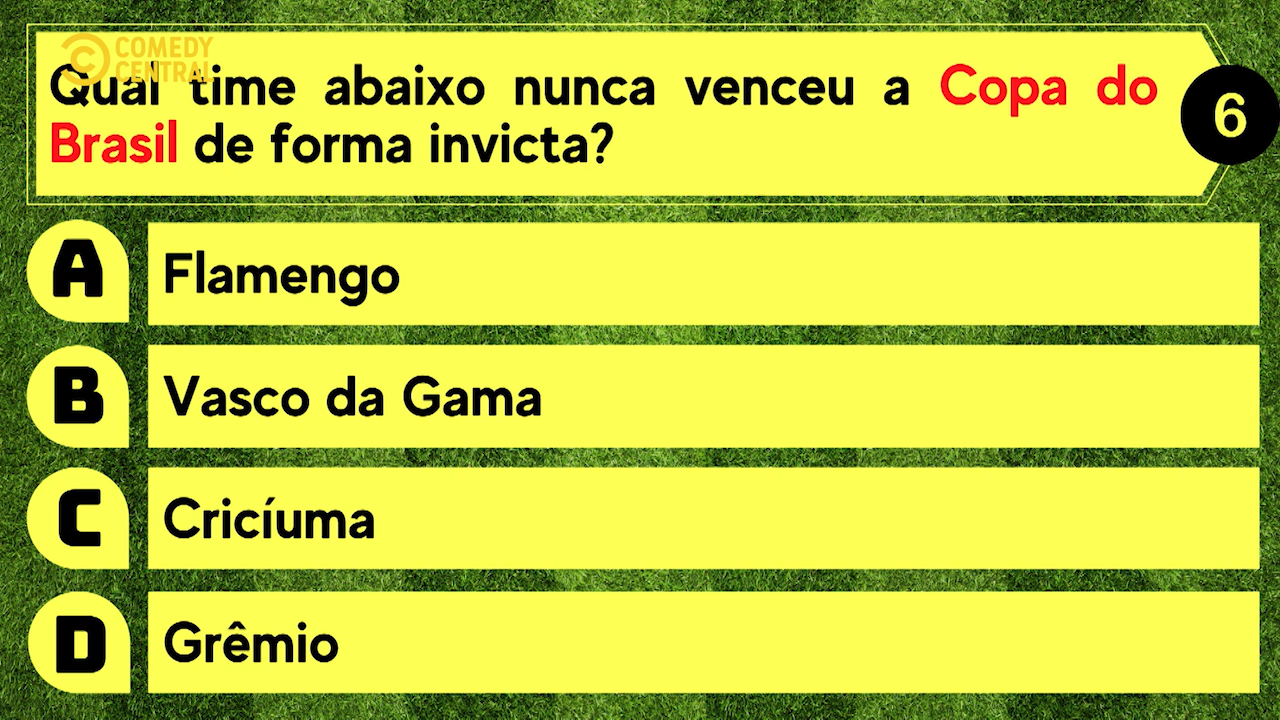 COMEDY
CENTRAL
Qual time abaixo nunca venceu a Copa do
Brasil de forma invicta?
6
A
Flamengo
B
Vasco da Gama
C
Cricíuma
D
Grêmio